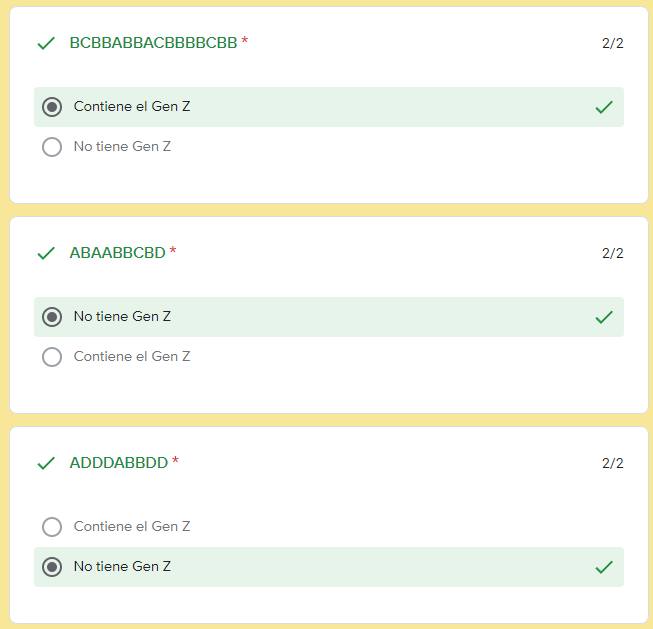 BCBBABBACBBBBCBB *
2/2
Contiene el Gen Z
No tiene Gen Z
ABAABBCBD *
2/2
No tiene Gen Z
Contiene el Gen Z
ADDDABBDD *
2/2
Contiene el Gen Z
No tiene Gen Z